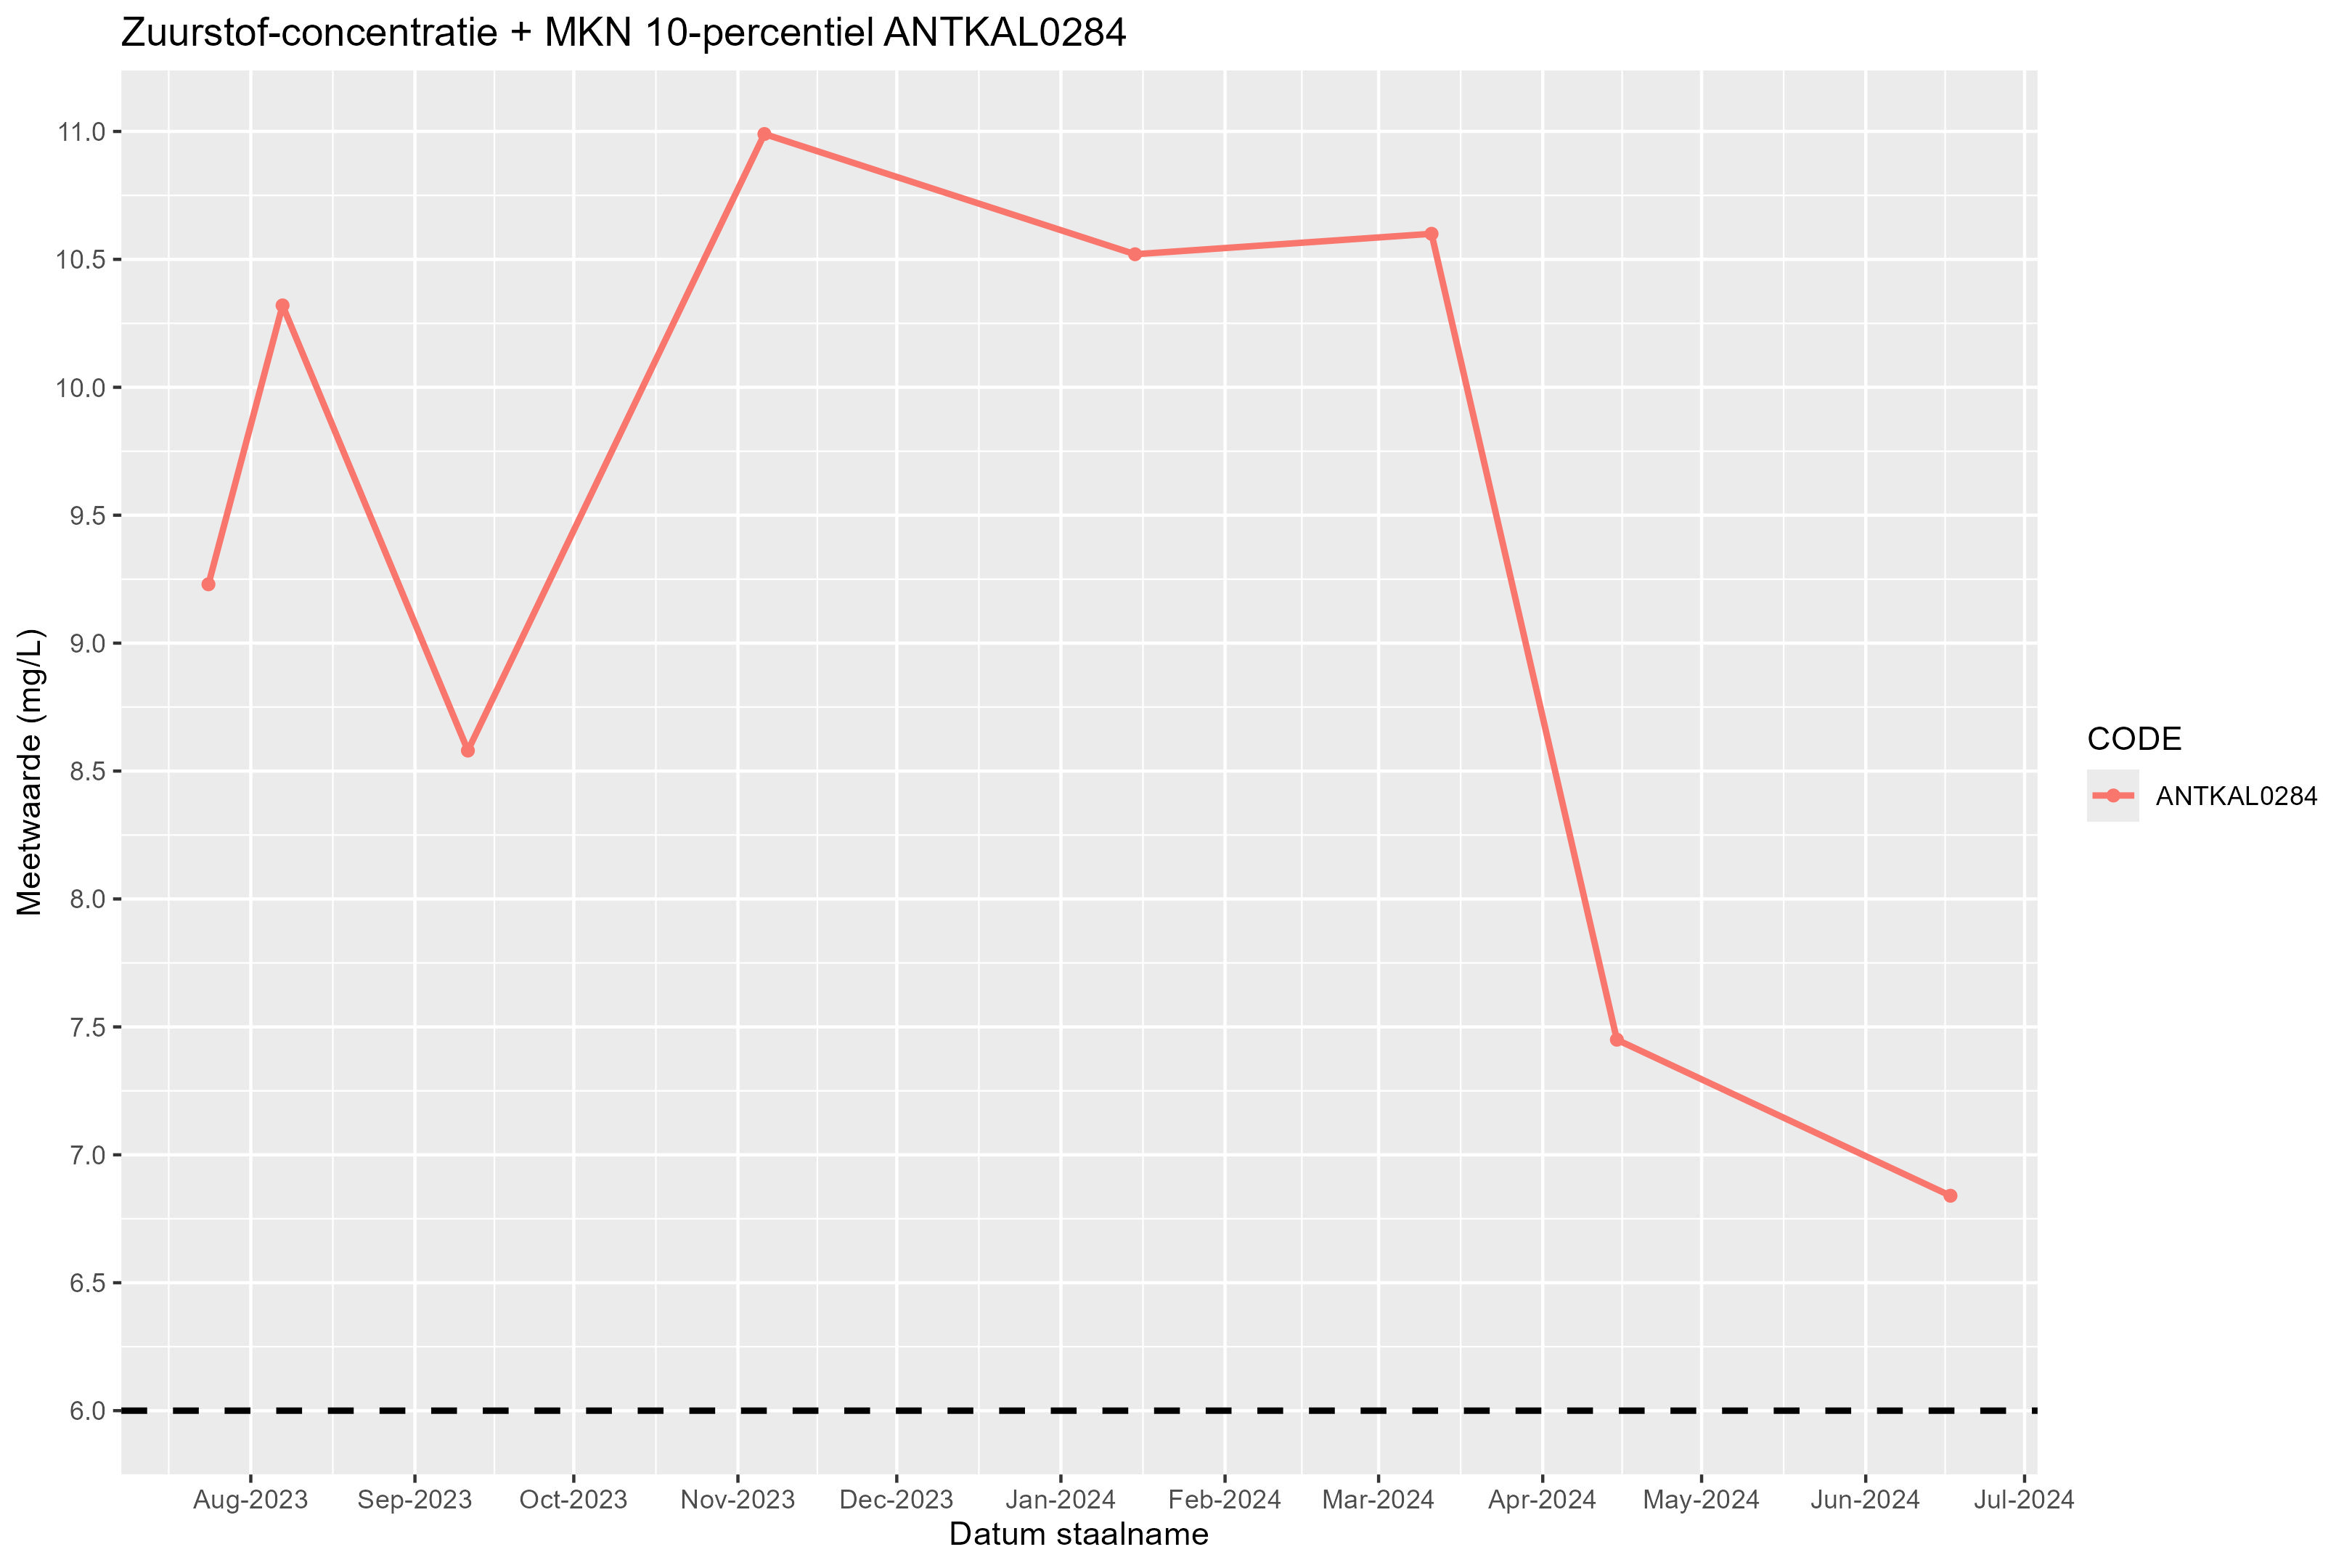 Zuurstof-concentratie + MKN 10-percentiel ANTKAL0284
Meetwaarde (mg/L)
11.0
10.5
10.0
9.5
9.0
8.5
8.0
7.5
7.0
6.5
6.0
Aug-2023 Sep-2023 Oct-2023 Nov-2023 Dec-2023 Jan-2024 Feb-2024 Mar-2024 Apr-2024 May-2024 Jun-2024 Jul-2024
Datum staalname
CODE
ANTKAL0284